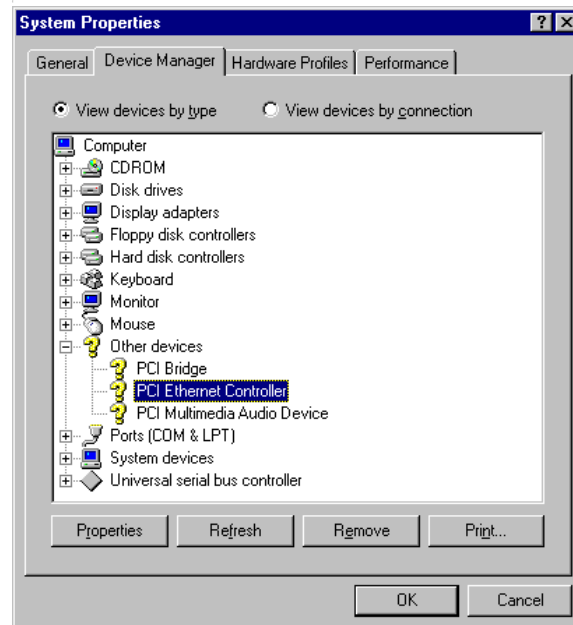 System Properties
General Device Manager Hardware Profiles Performance
View devices by type View devices by connection
Computer
CDROM
Disk drives
Display adapters
Floppy disk controllers
Hard disk controllers
Keyboard
Monitor
Mouse
Other devices
PCI Bridge
PCI Ethernet Controller
PCI Multimedia Audio Device
Ports (COM & LPT)
System devices
Universal serial bus controller
Properties Refresh Remove Print...
OK Cancel